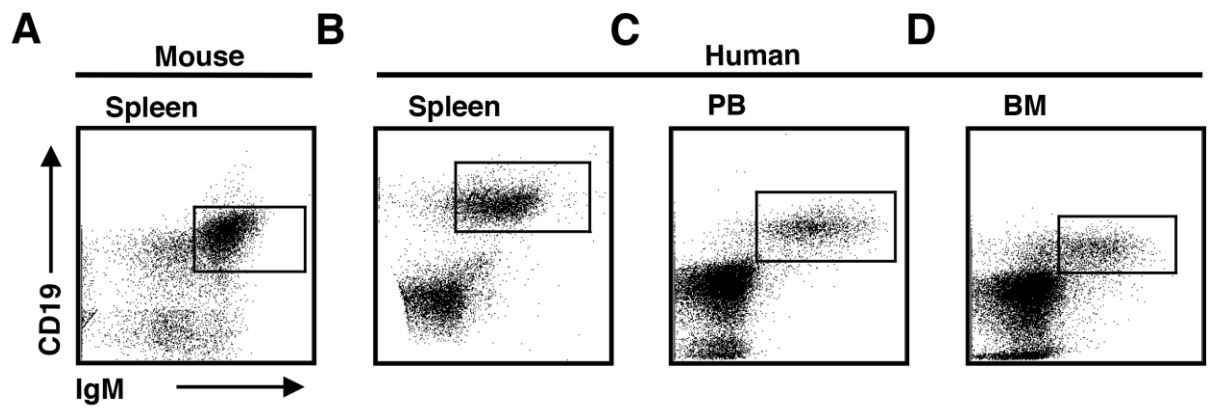 A B C D
Mouse Human
Spleen Spleen PB BM
CD19
IgM